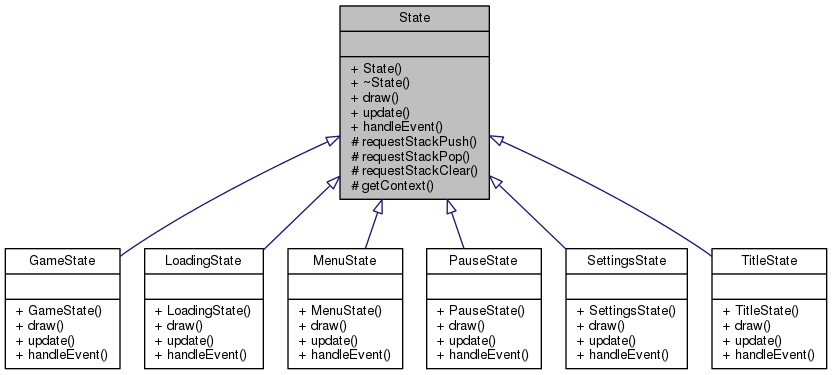 State
+ State()
+ ~State()
+ draw()
+ update()
+ handleEvent()
# requestStackPush()
# requestStackPop()
# requestStackClear()
# getContext()
GameState
+ GameState()
+ draw()
+ update()
+ handleEvent()
LoadingState
+ LoadingState()
+ draw()
+ update()
+ handleEvent()
MenuState
+ MenuState()
+ draw()
+ update()
+ handleEvent()
PauseState
+ PauseState()
+ draw()
+ update()
+ handleEvent()
SettingsState
+ SettingsState()
+ draw()
+ update()
+ handleEvent()
TitleState
+ TitleState()
+ draw()
+ update()
+ handleEvent()